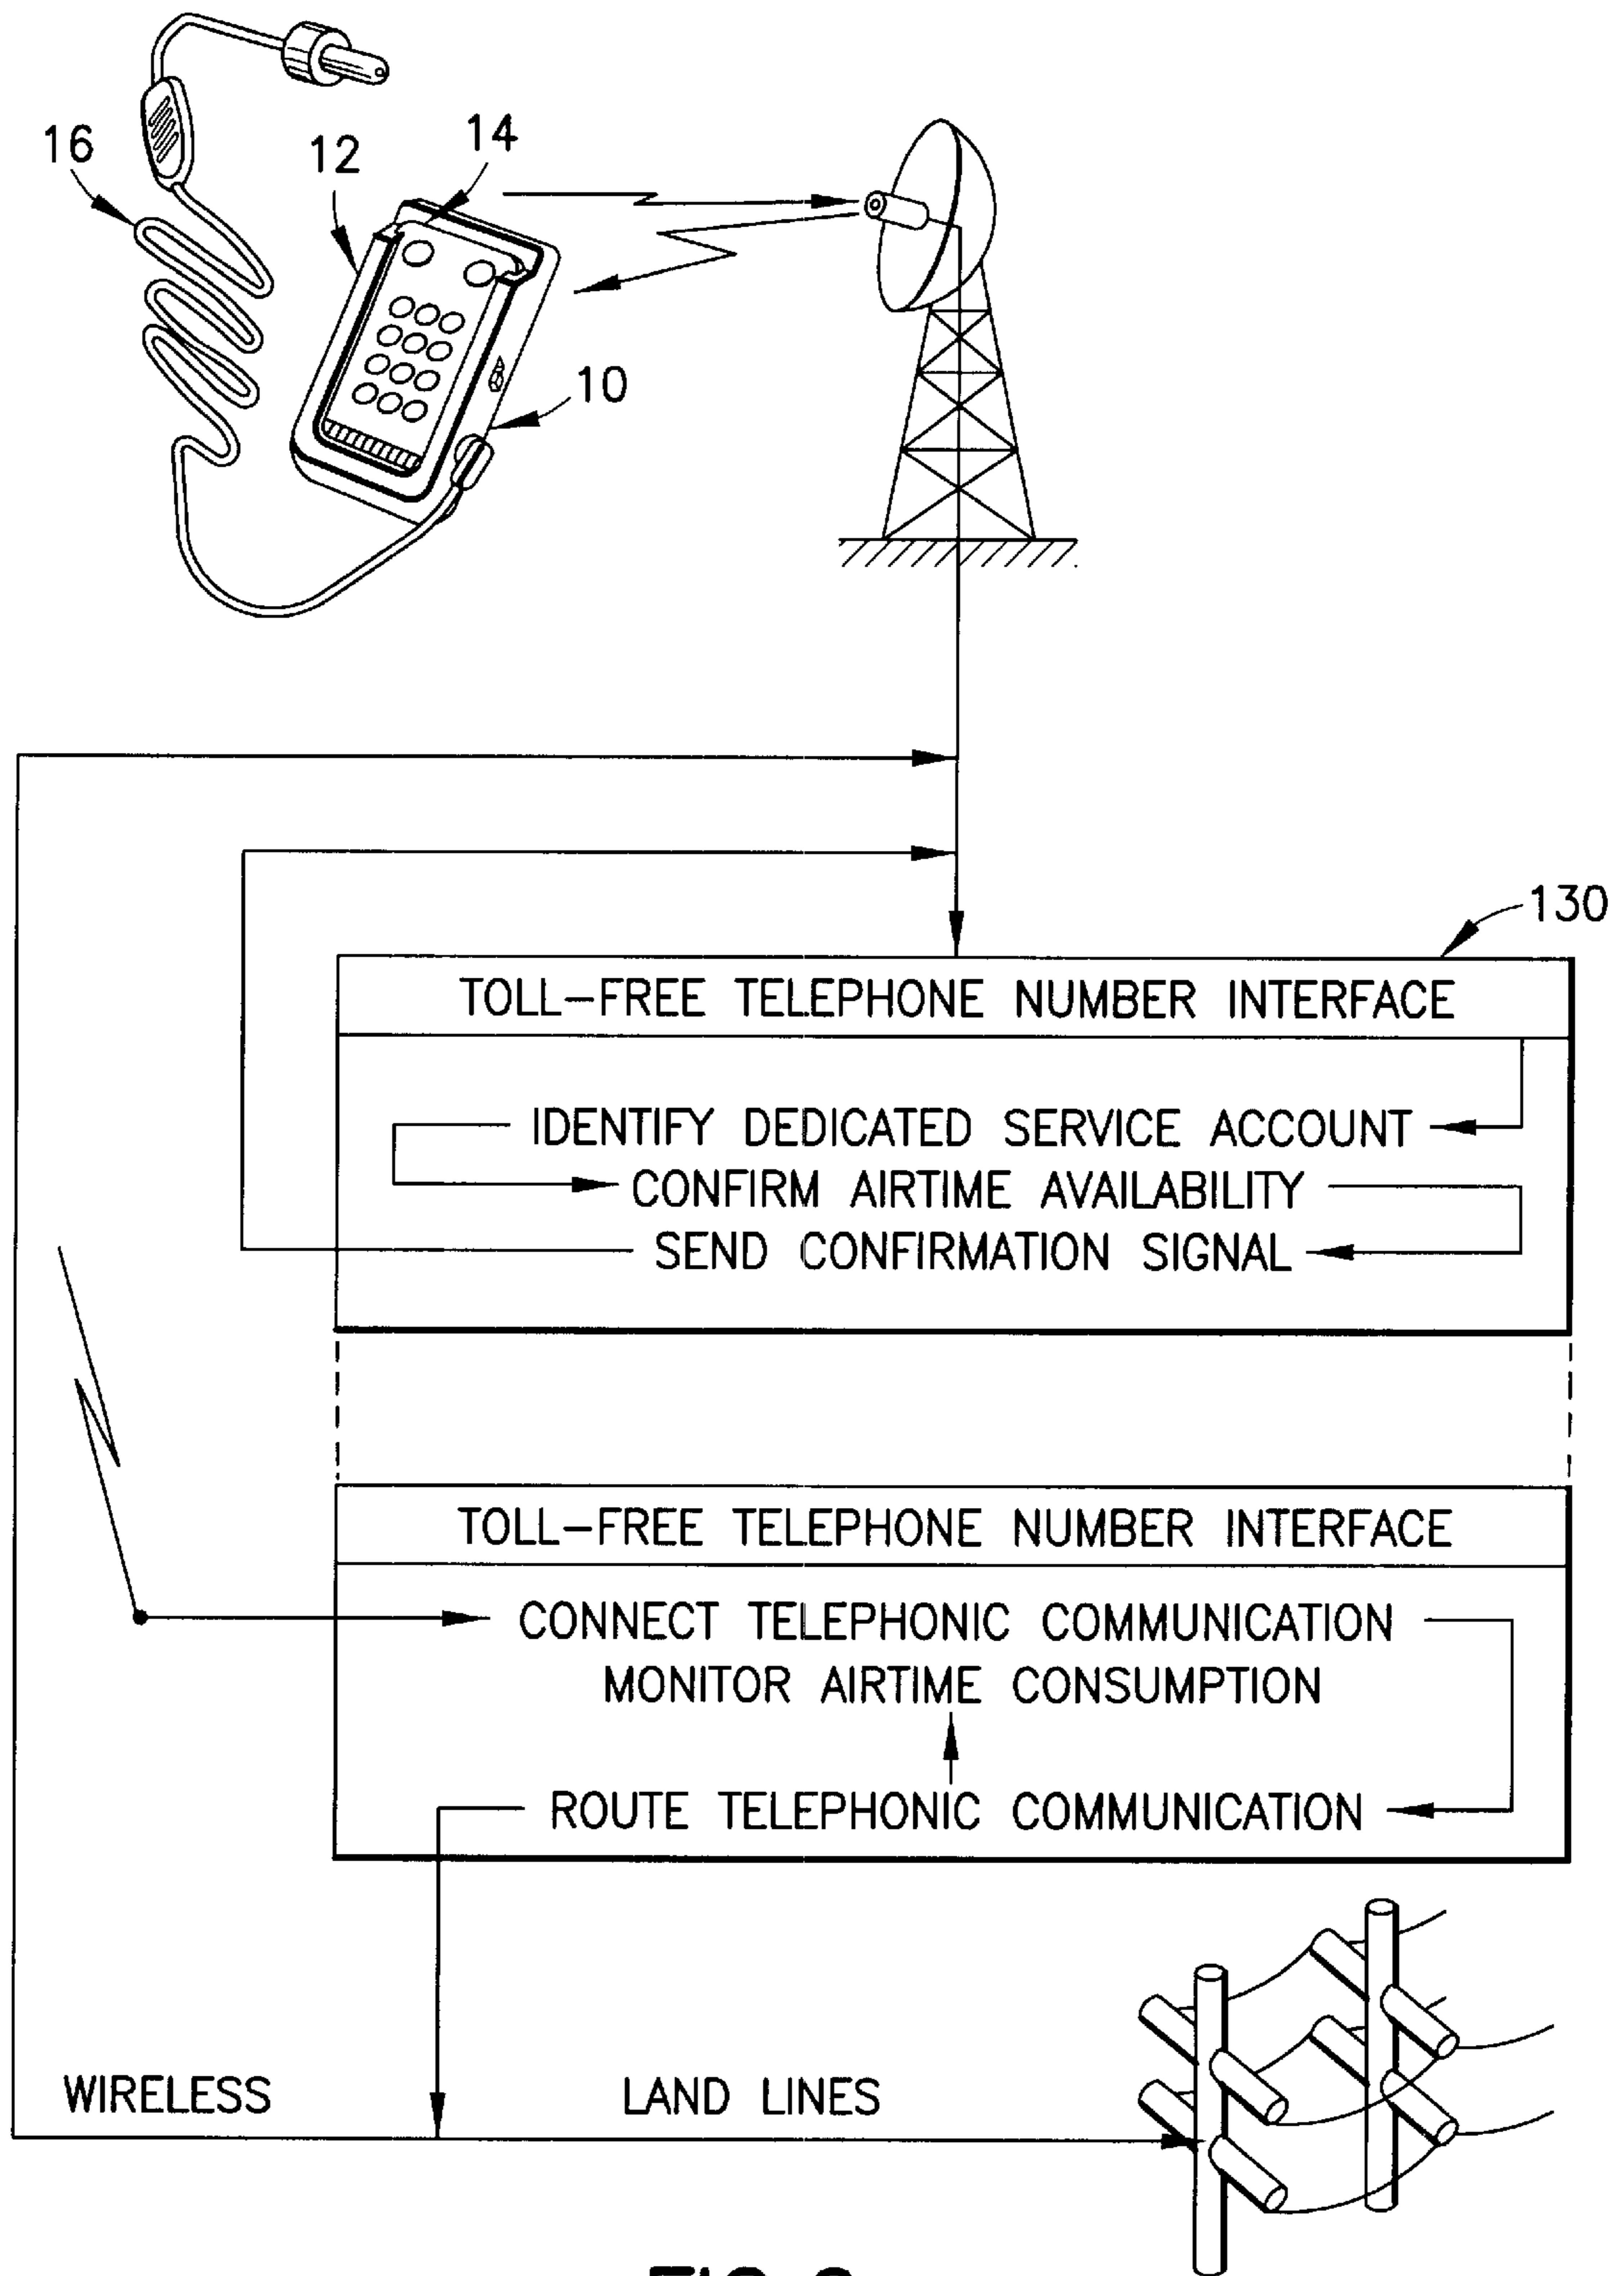 16
12
14
10
130
TOLL-FREE TELEPHONE NUMBER INTERFACE
IDENTIFY DEDICATED SERVICE ACCOUNT
CONFIRM AIRTIME AVAILABILITY
SEND CONFIRMATION SIGNAL
TOLL-FREE TELEPHONE NUMBER INTERFACE
CONNECT TELEPHONIC COMMUNICATION
MONITOR AIRTIME CONSUMPTION
ROUTE TELEPHONIC COMMUNICATION
WIRELESS
LAND LINES